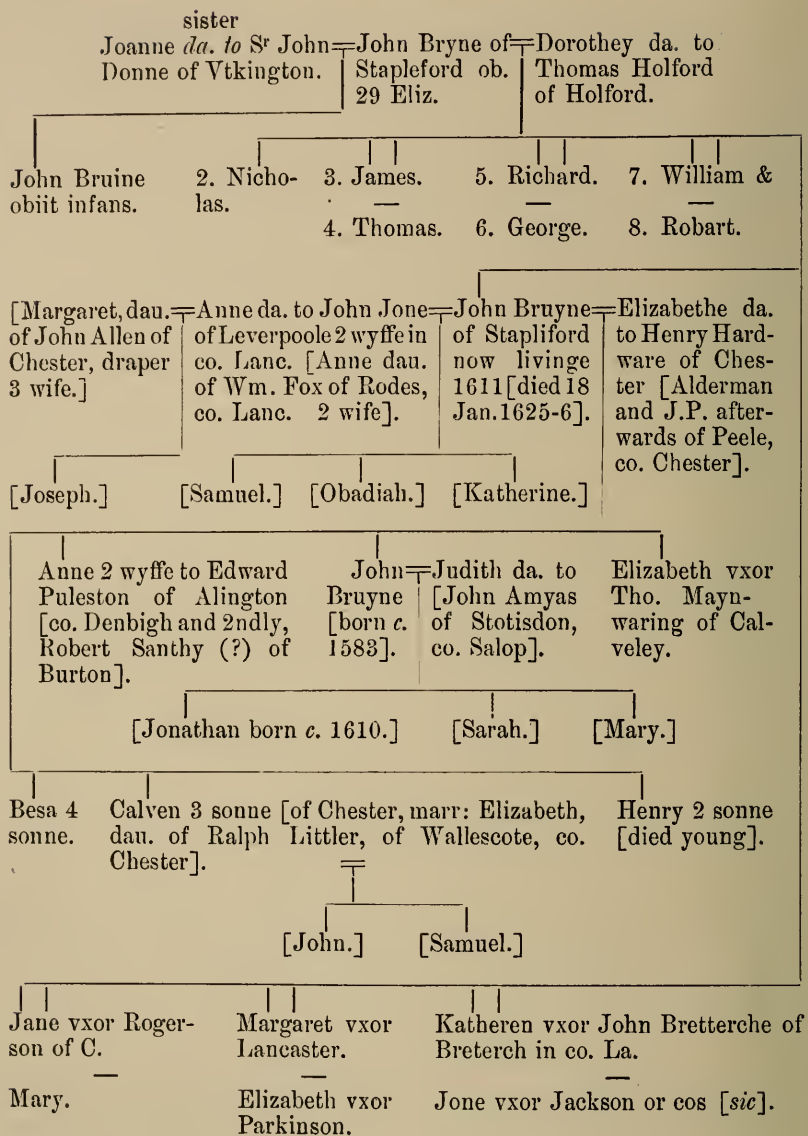 sister
Joanne da. to Sʳ John=John Bryne of=Dorothey da. to
Donne of Vtkington. Stapleford ob. Thomas Holford
29 Eliz. of Holford.
John Bruine 2. Nicho- 3. James. 5. Richard. 7. William &
obiit infans. las. — — —
4. Thomas. 6. George. 8. Robart.
[Margaret, dau.=Anne da. to John Jone=John Bruyne=Elizabethe da.
of John Allen of of Leverpoole 2 wyffe in of Stapliford to Henry Hard-
Chester, draper co. Lanc. [Anne dau. now livinge ware of Ches-
3 wife.] of Wm. Fox of Rodes, 1611 [died 18 ter [Alderman
co. Lanc. 2 wife]. Jan. 1625-6]. and J.P. after-
wards of Peele,
co. Chester].
[Joseph.] [Samuel.] [Obadiah.] [Katherine.]
Anne 2 wyffe to Edward John=Judith da. to Elizabeth vxor
Puleston of Alington Bruyne [John Amyas Tho. Mayn-
[co. Denbigh and 2ndly, [born c. of Stotisdon, waring of Cal-
Robert Santhy (?) of 1583]. co. Salop]. veley.
Burton].
[Jonathan born c. 1610.] [Sarah.] [Mary.]
Besa 4 Calven 3 sonne [of Chester, marr: Elizabeth, Henry 2 sonne
sonne. dau. of Ralph Littler, of Wallescote, co. [died young].
Chester]. =
[John.] [Samuel.]
Jane vxor Roger- Margaret vxor Katheren vxor John Bretterche of
son of C. Lancaster. Breterch in co. La.
— — —
Mary. Elizabeth vxor Jone vxor Jackson or cos [sic].
Parkinson.